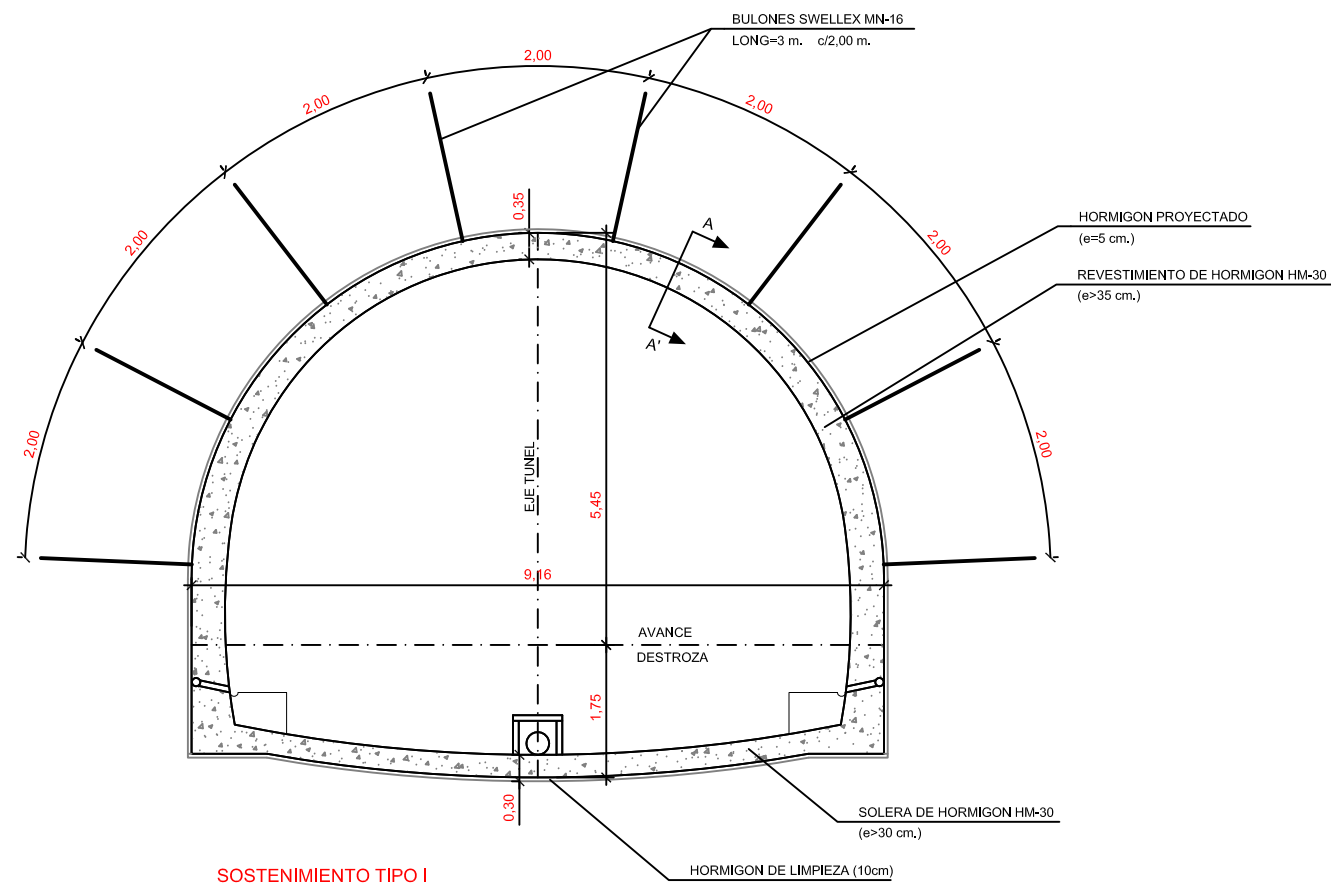 BULONES SWELLEX MN-16
LONG=3 m. c/2,00 m.
2,00
2,00
2,00
0,35
A
HORMIGON PROYECTADO
(e=5 cm.)
2,00
2,00
REVESTIMIENTO DE HORMIGON HM-30
(e>35 cm.)
A'
2,00
2,00
EJE TUNEL
5,45
9,16
AVANCE
DESTROZA
1,75
0,30
SOLERA DE HORMIGON HM-30
(e>30 cm.)
SOSTENIMIENTO TIPO I
HORMIGON DE LIMPIEZA (10cm)